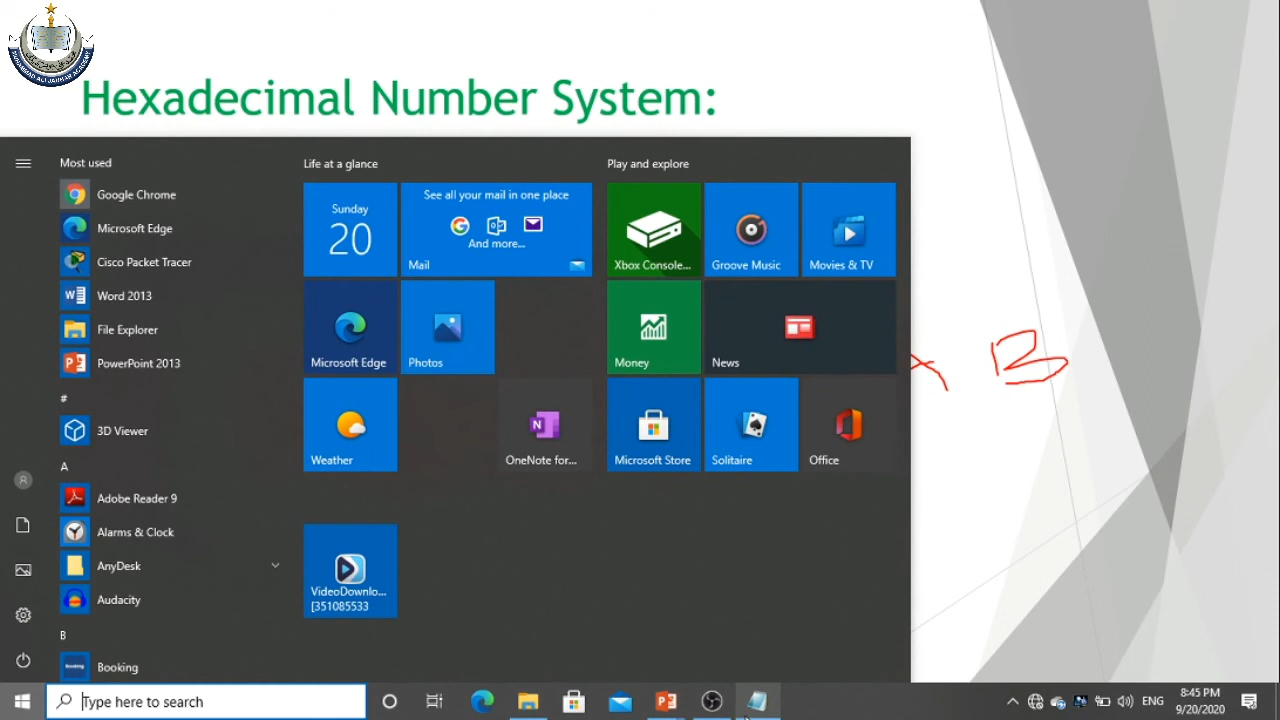 Hexadecimal Number System:
Most used
Google Chrome
Microsoft Edge
Cisco Packet Tracer
Word 2013
File Explorer
PowerPoint 2013
#
3D Viewer
A
Adobe Reader 9
Alarms & Clock
AnyDesk
Audacity
B
Booking
Life at a glance
Sunday
20
See all your mail in one place
And more...
Mail
Microsoft Edge
Photos
Weather
OneNote for...
VideoDownlo...
[351085533
Play and explore
Xbox Console...
Groove Music
Movies & TV
Money
News
Microsoft Store
Solitaire
Office
B
Type here to search
ENG
8:45 PM
9/20/2020